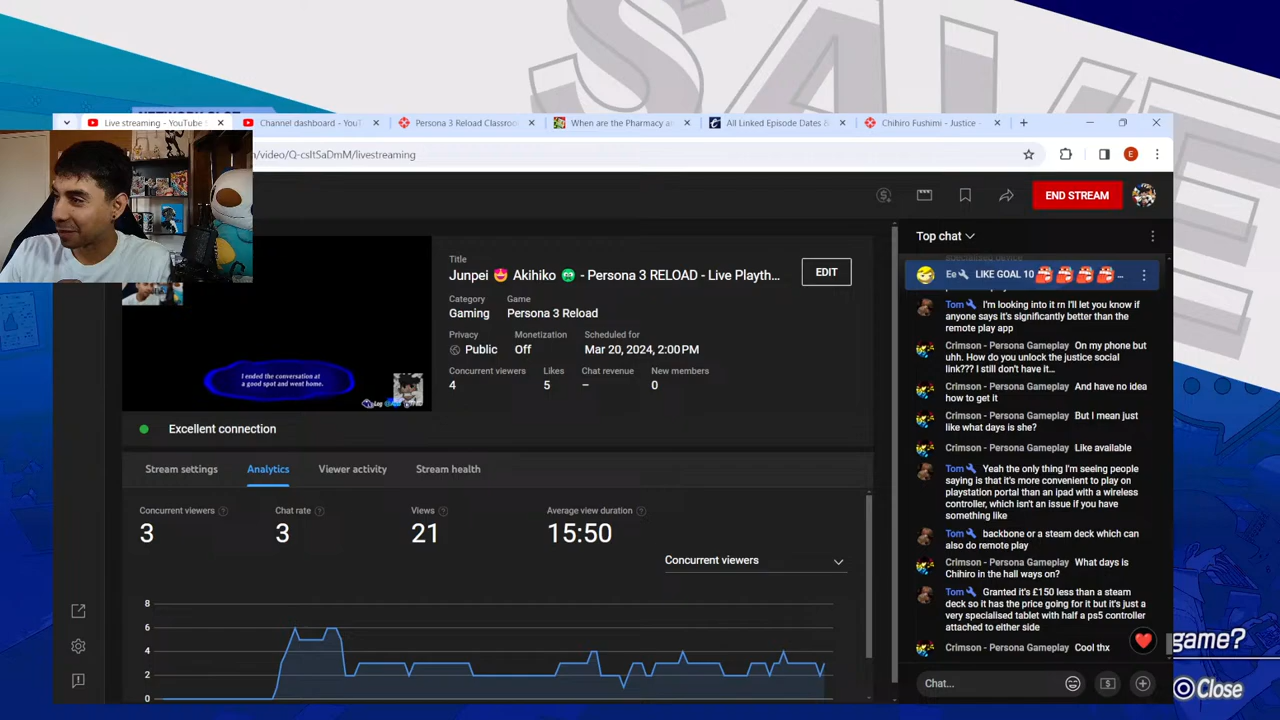 SAVE
Live streaming - YouTube
Channel dashboard - YouT
Persona 3 Reload Classroo
When are the Pharmacy a
All Linked Episode Dates &
Chihiro Fushimi - Justice -
/video/Q-csItSaDmM/livestreaming
E
END STREAM
Title
Junpei 😍 Akihiko 🤢 - Persona 3 RELOAD - Live Playth...
EDIT
Category
Game
Gaming
Persona 3 Reload
Privacy
Monetization
Scheduled for
Public
Off
Mar 20, 2024, 2:00 PM
Concurrent viewers
Likes
Chat revenue
New members
4
5
–
0
I ended the conversation at
a good spot and went home.
Log
Excellent connection
Stream settings
Analytics
Viewer activity
Stream health
Concurrent viewers
Chat rate
Views
Average view duration
3
3
21
15:50
Concurrent viewers
8
6
4
2
0
Top chat
Ee LIKE GOAL 10 ...
Tom I'm looking into it rn I'll let you know if
anyone says it's significantly better than the
remote play app
Crimson - Persona Gameplay On my phone but
uhh. How do you unlock the justice social
link??? I still don't have it...
Crimson - Persona Gameplay And have no idea
how to get it
Crimson - Persona Gameplay But I mean just
like what days is she?
Crimson - Persona Gameplay Like available
Tom Yeah the only thing I'm seeing people
saying is that it's more convenient to play on
playstation portal than an ipad with a wireless
controller, which isn't an issue if you have
something like
Tom backbone or a steam deck which can
also do remote play
Crimson - Persona Gameplay What days is
Chihiro in the hall ways on?
Tom Granted it's £150 less than a steam
deck so it has the price going for it but it's just a
very specialised tablet with half a ps5 controller
attached to either side
Crimson - Persona Gameplay Cool thx
Chat...
game?
Close